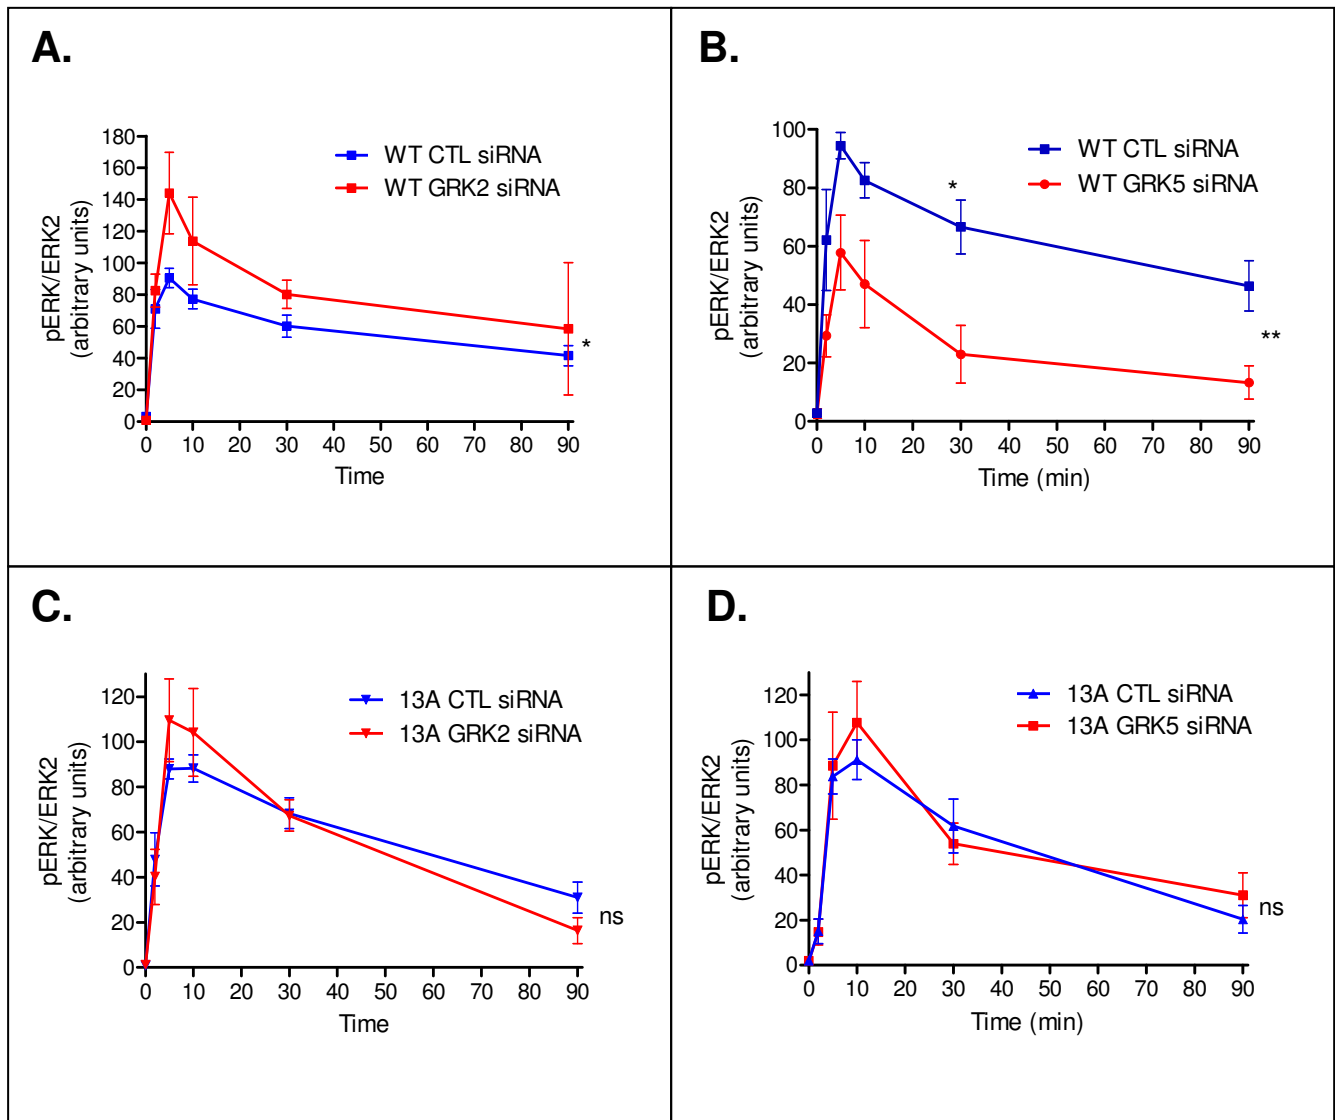 A.
180
160
140
120
100
80
60
40
20
0
pERK/ERK2
(arbitrary units)
WT CTL siRNA
WT GRK2 siRNA
*
0 10 20 30 40 50 60 70 80 90
Time
B.
100
80
60
40
20
0
pERK/ERK2
(arbitrary units)
WT CTL siRNA
WT GRK5 siRNA
*
**
0 10 20 30 40 50 60 70 80 90
Time (min)
C.
120
100
80
60
40
20
0
pERK/ERK2
(arbitrary units)
13A CTL siRNA
13A GRK2 siRNA
ns
0 10 20 30 40 50 60 70 80 90
Time
D.
120
100
80
60
40
20
0
pERK/ERK2
(arbitrary units)
13A CTL siRNA
13A GRK5 siRNA
ns
0 10 20 30 40 50 60 70 80 90
Time (min)